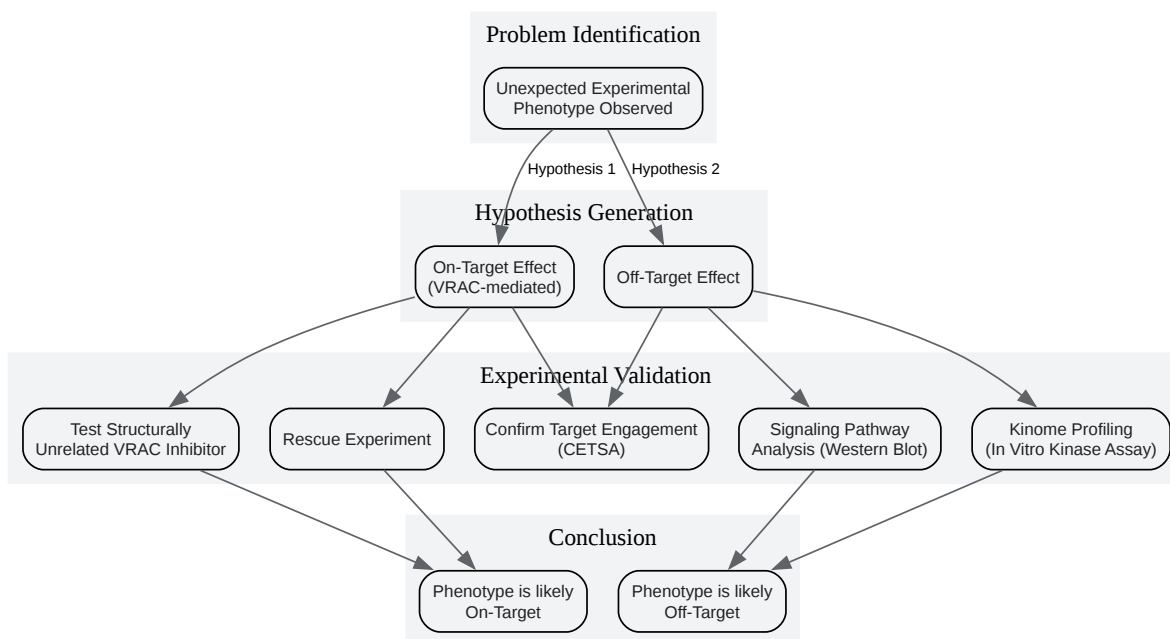 Problem Identification
Unexpected Experimental
Phenotype Observed
Hypothesis 1
Hypothesis 2
Hypothesis Generation
On-Target Effect
(VRAC-mediated)
Off-Target Effect
Experimental Validation
Test Structurally
Unrelated VRAC Inhibitor
Rescue Experiment
Confirm Target Engagement
(CETSA)
Signaling Pathway
Analysis (Western Blot)
Kinome Profiling
(In Vitro Kinase Assay)
Conclusion
Phenotype is likely
On-Target
Phenotype is likely
Off-Target